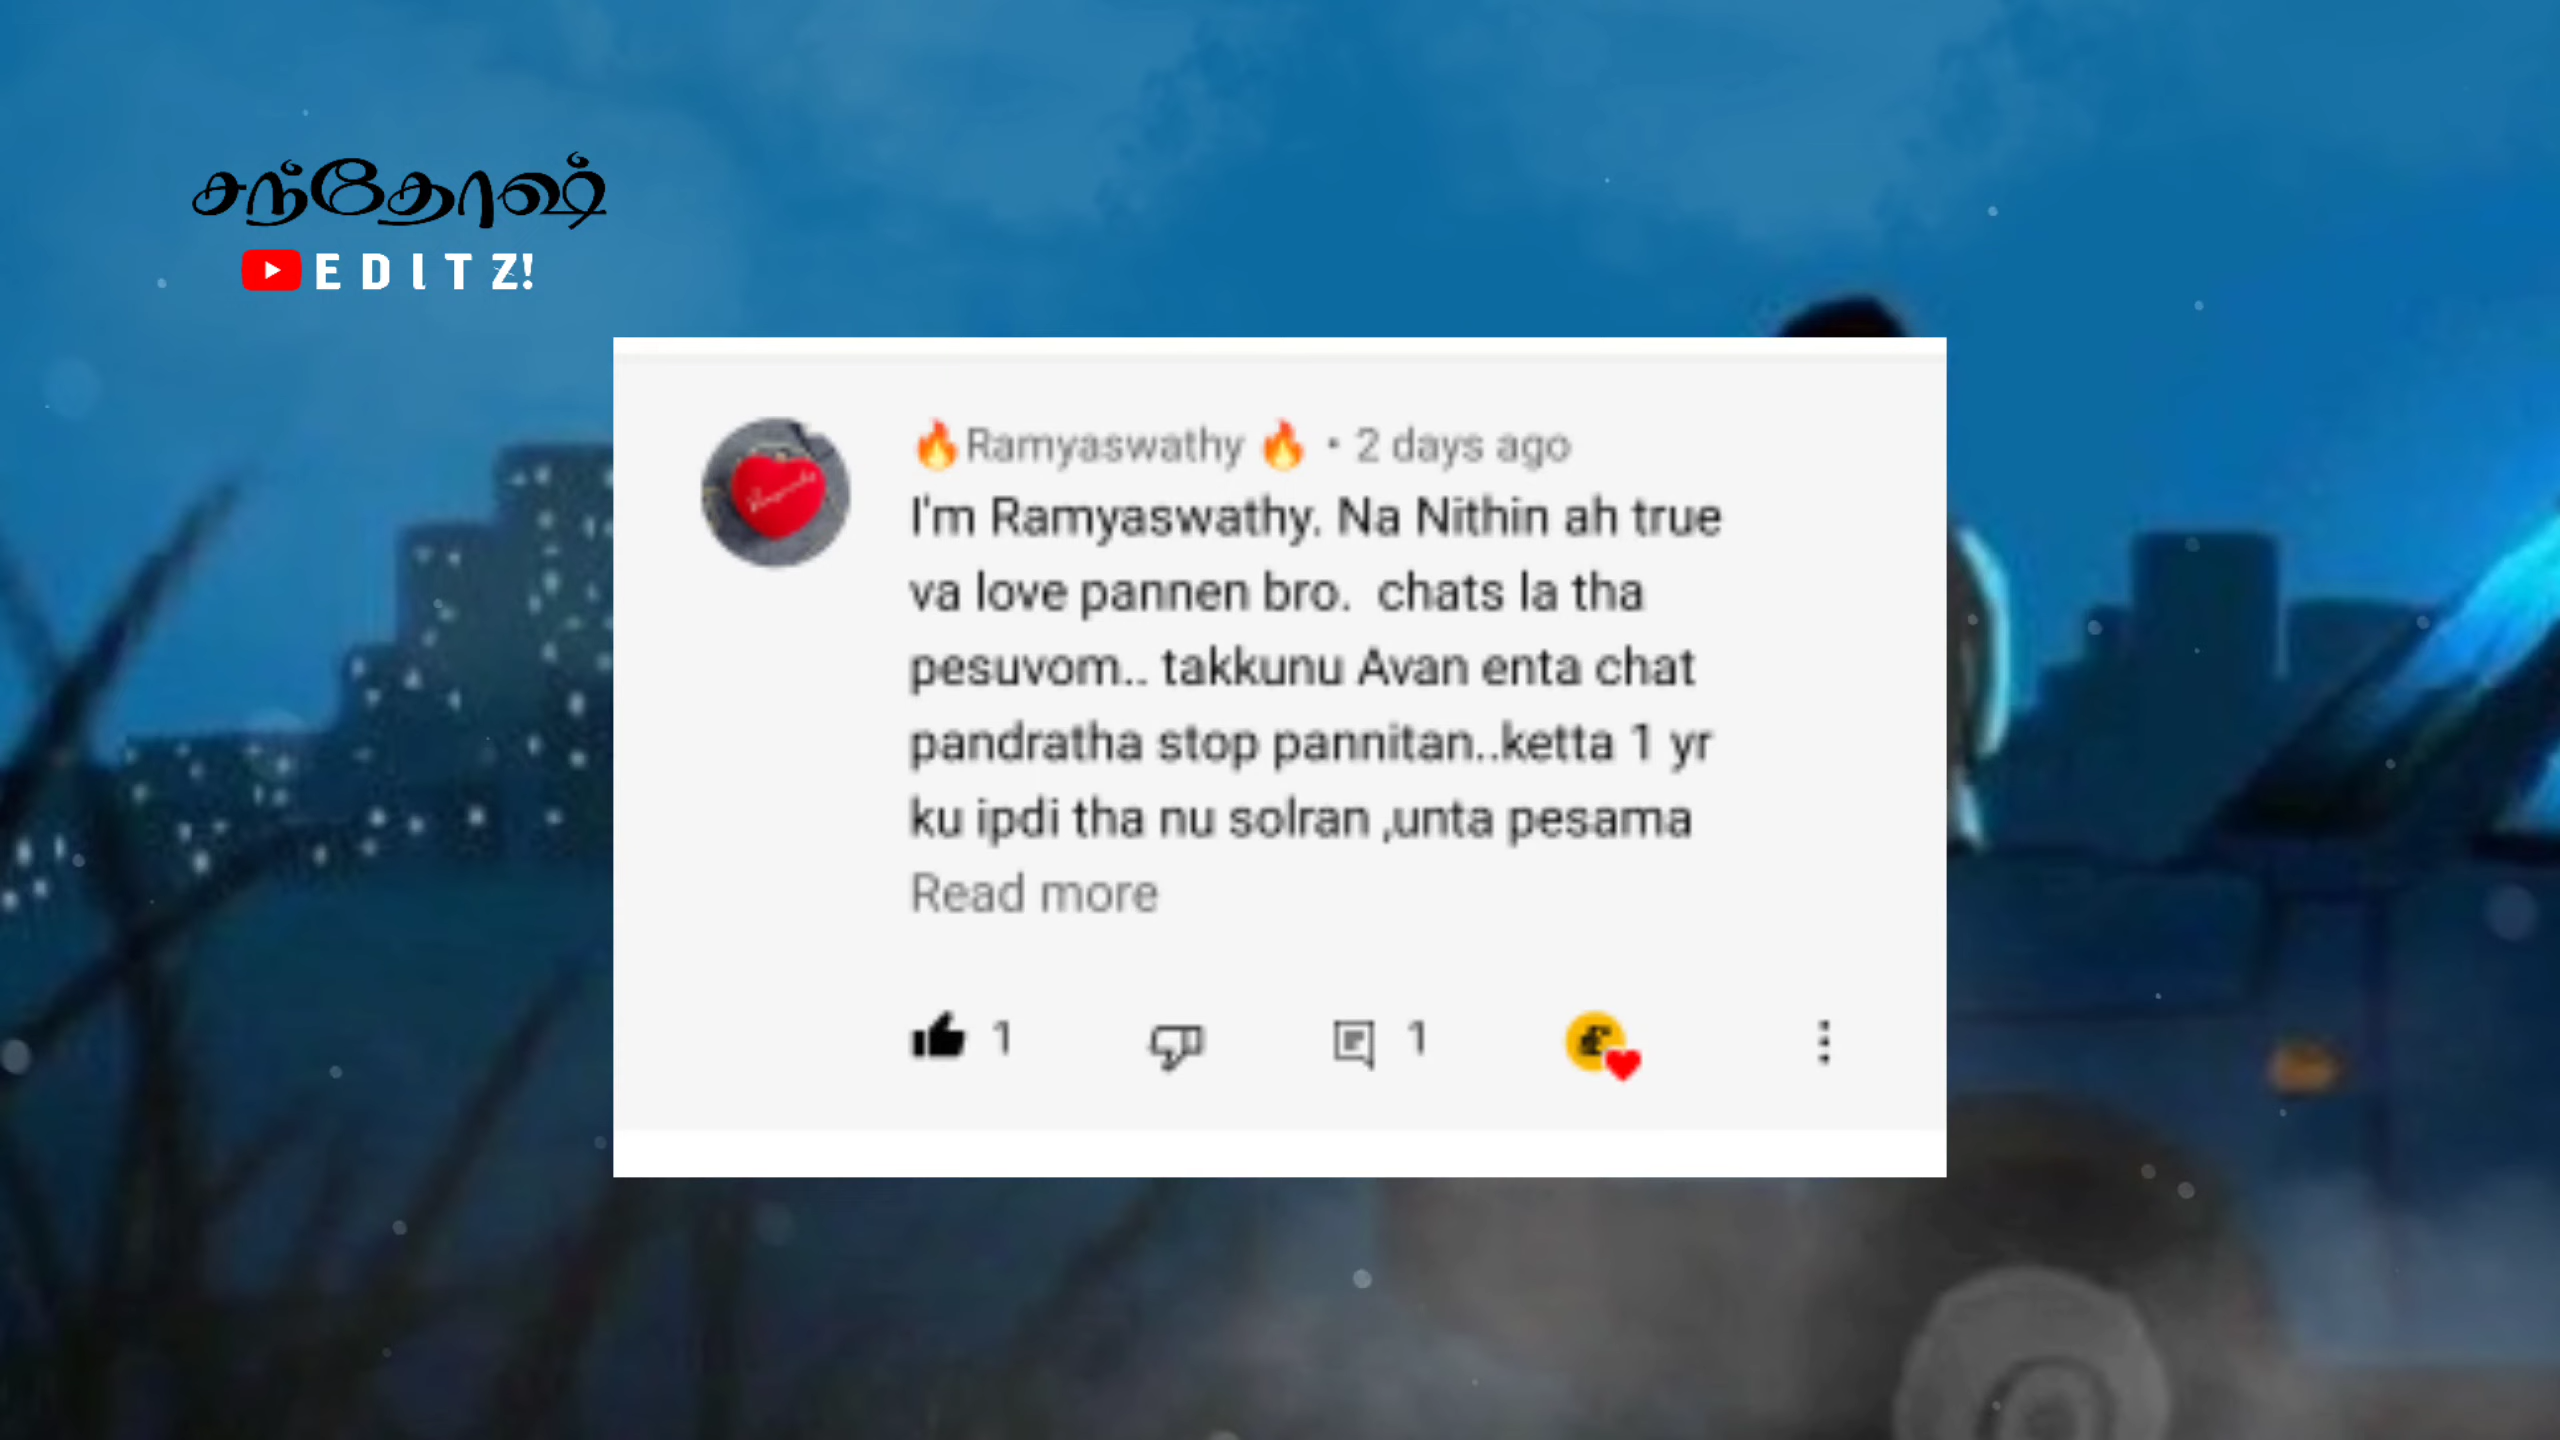 சந்தோஷ்
EDITZ!
🔥Ramyaswathy 🔥 • 2 days ago
I'm Ramyaswathy. Na Nithin ah true
va love pannen bro.  chats la tha
pesuvom.. takkunu Avan enta chat
pandratha stop pannitan..ketta 1 yr
ku ipdi tha nu solran ,unta pesama
Read more
1 1